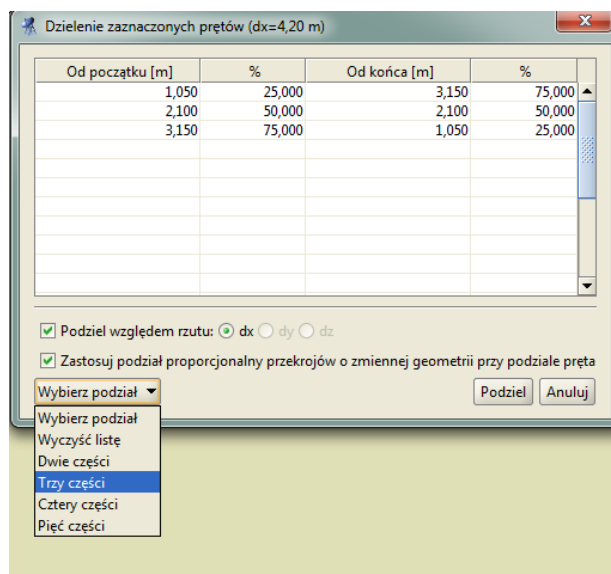 Dzielenie zaznaczonych prętów (dx=4,20 m)
Od początku [m] % Od końca [m] %
1,050 25,000 3,150 75,000
2,100 50,000 2,100 50,000
3,150 75,000 1,050 25,000
Podziel względem rzutu: dx dy dz
Zastosuj podział proporcjonalny przekrojów o zmiennej geometrii przy podziale pręta
Wybierz podział Podziel Anuluj
Wybierz podział
Wyczyść listę
Dwie części
Trzy części
Cztery części
Pięć części